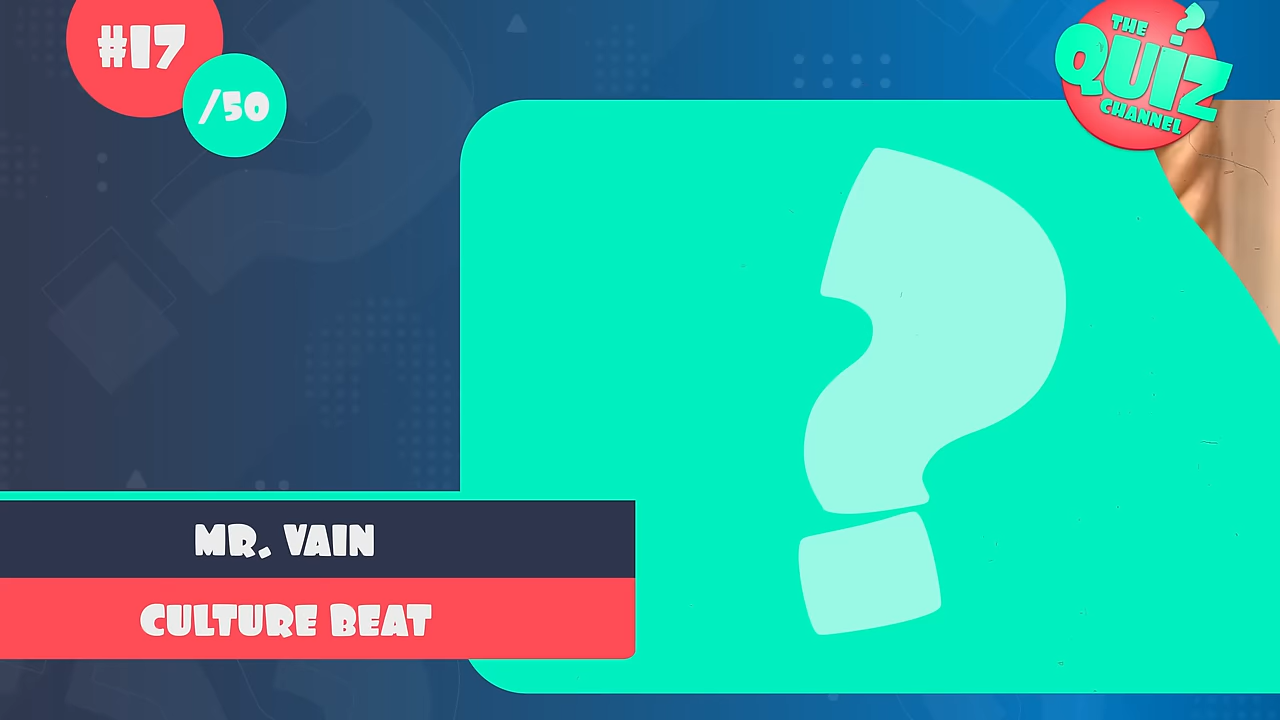 #17
/50
THE
QUIZ
CHANNEL
MR. VAIN
CULTURE BEAT